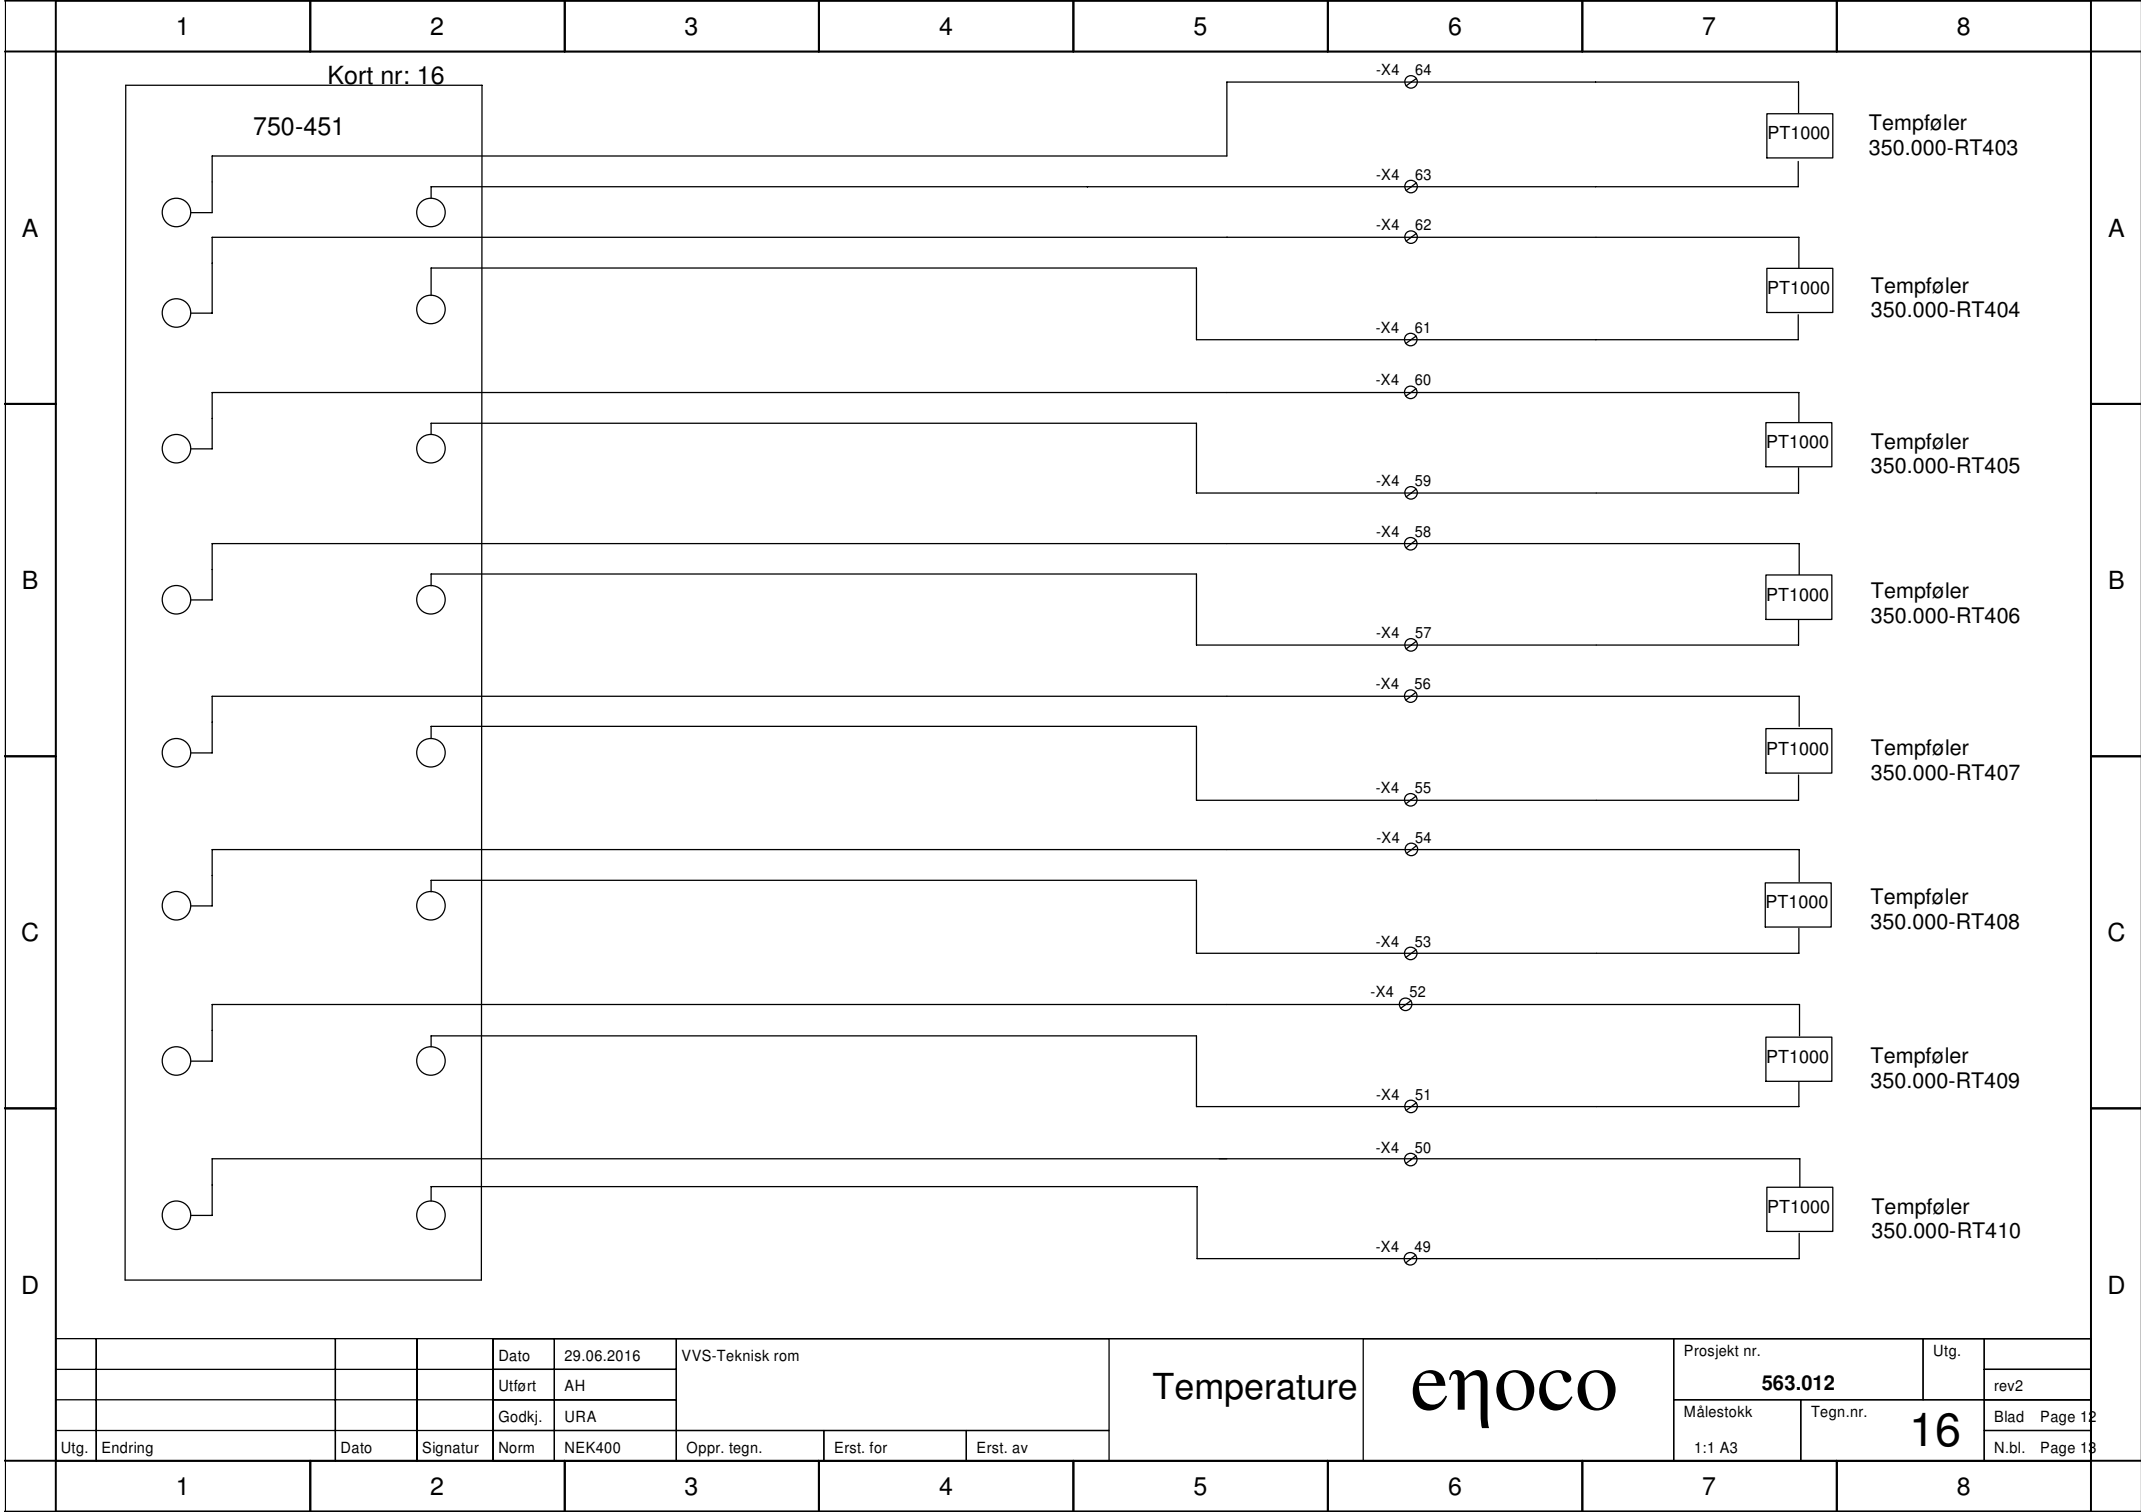 1 2 3 4 5 6 7 8
Kort nr: 16
750-451
-X4 64
PT1000
Tempføler
350.000-RT403
-X4 63
A
A
-X4 62
PT1000
Tempføler
350.000-RT404
-X4 61
-X4 60
PT1000
Tempføler
350.000-RT405
-X4 59
-X4 58
B
B
PT1000
Tempføler
350.000-RT406
-X4 57
-X4 56
PT1000
Tempføler
350.000-RT407
-X4 55
-X4 54
PT1000
Tempføler
350.000-RT408
C
C
-X4 53
-X4 52
PT1000
Tempføler
350.000-RT409
-X4 51
-X4 50
PT1000
Tempføler
350.000-RT410
-X4 49
D
D
Dato 29.06.2016
Utført AH
Godkj. URA
Utg. Endring Dato Signatur Norm NEK400
VVS-Teknisk rom
Oppr. tegn. Erst. for Erst. av
Temperature
enoco
Prosjekt nr.
563.012
Utg.
rev2
Målestokk
1:1 A3
Tegn.nr.
16
Blad Page 12
N.bl. Page 13
1 2 3 4 5 6 7 8